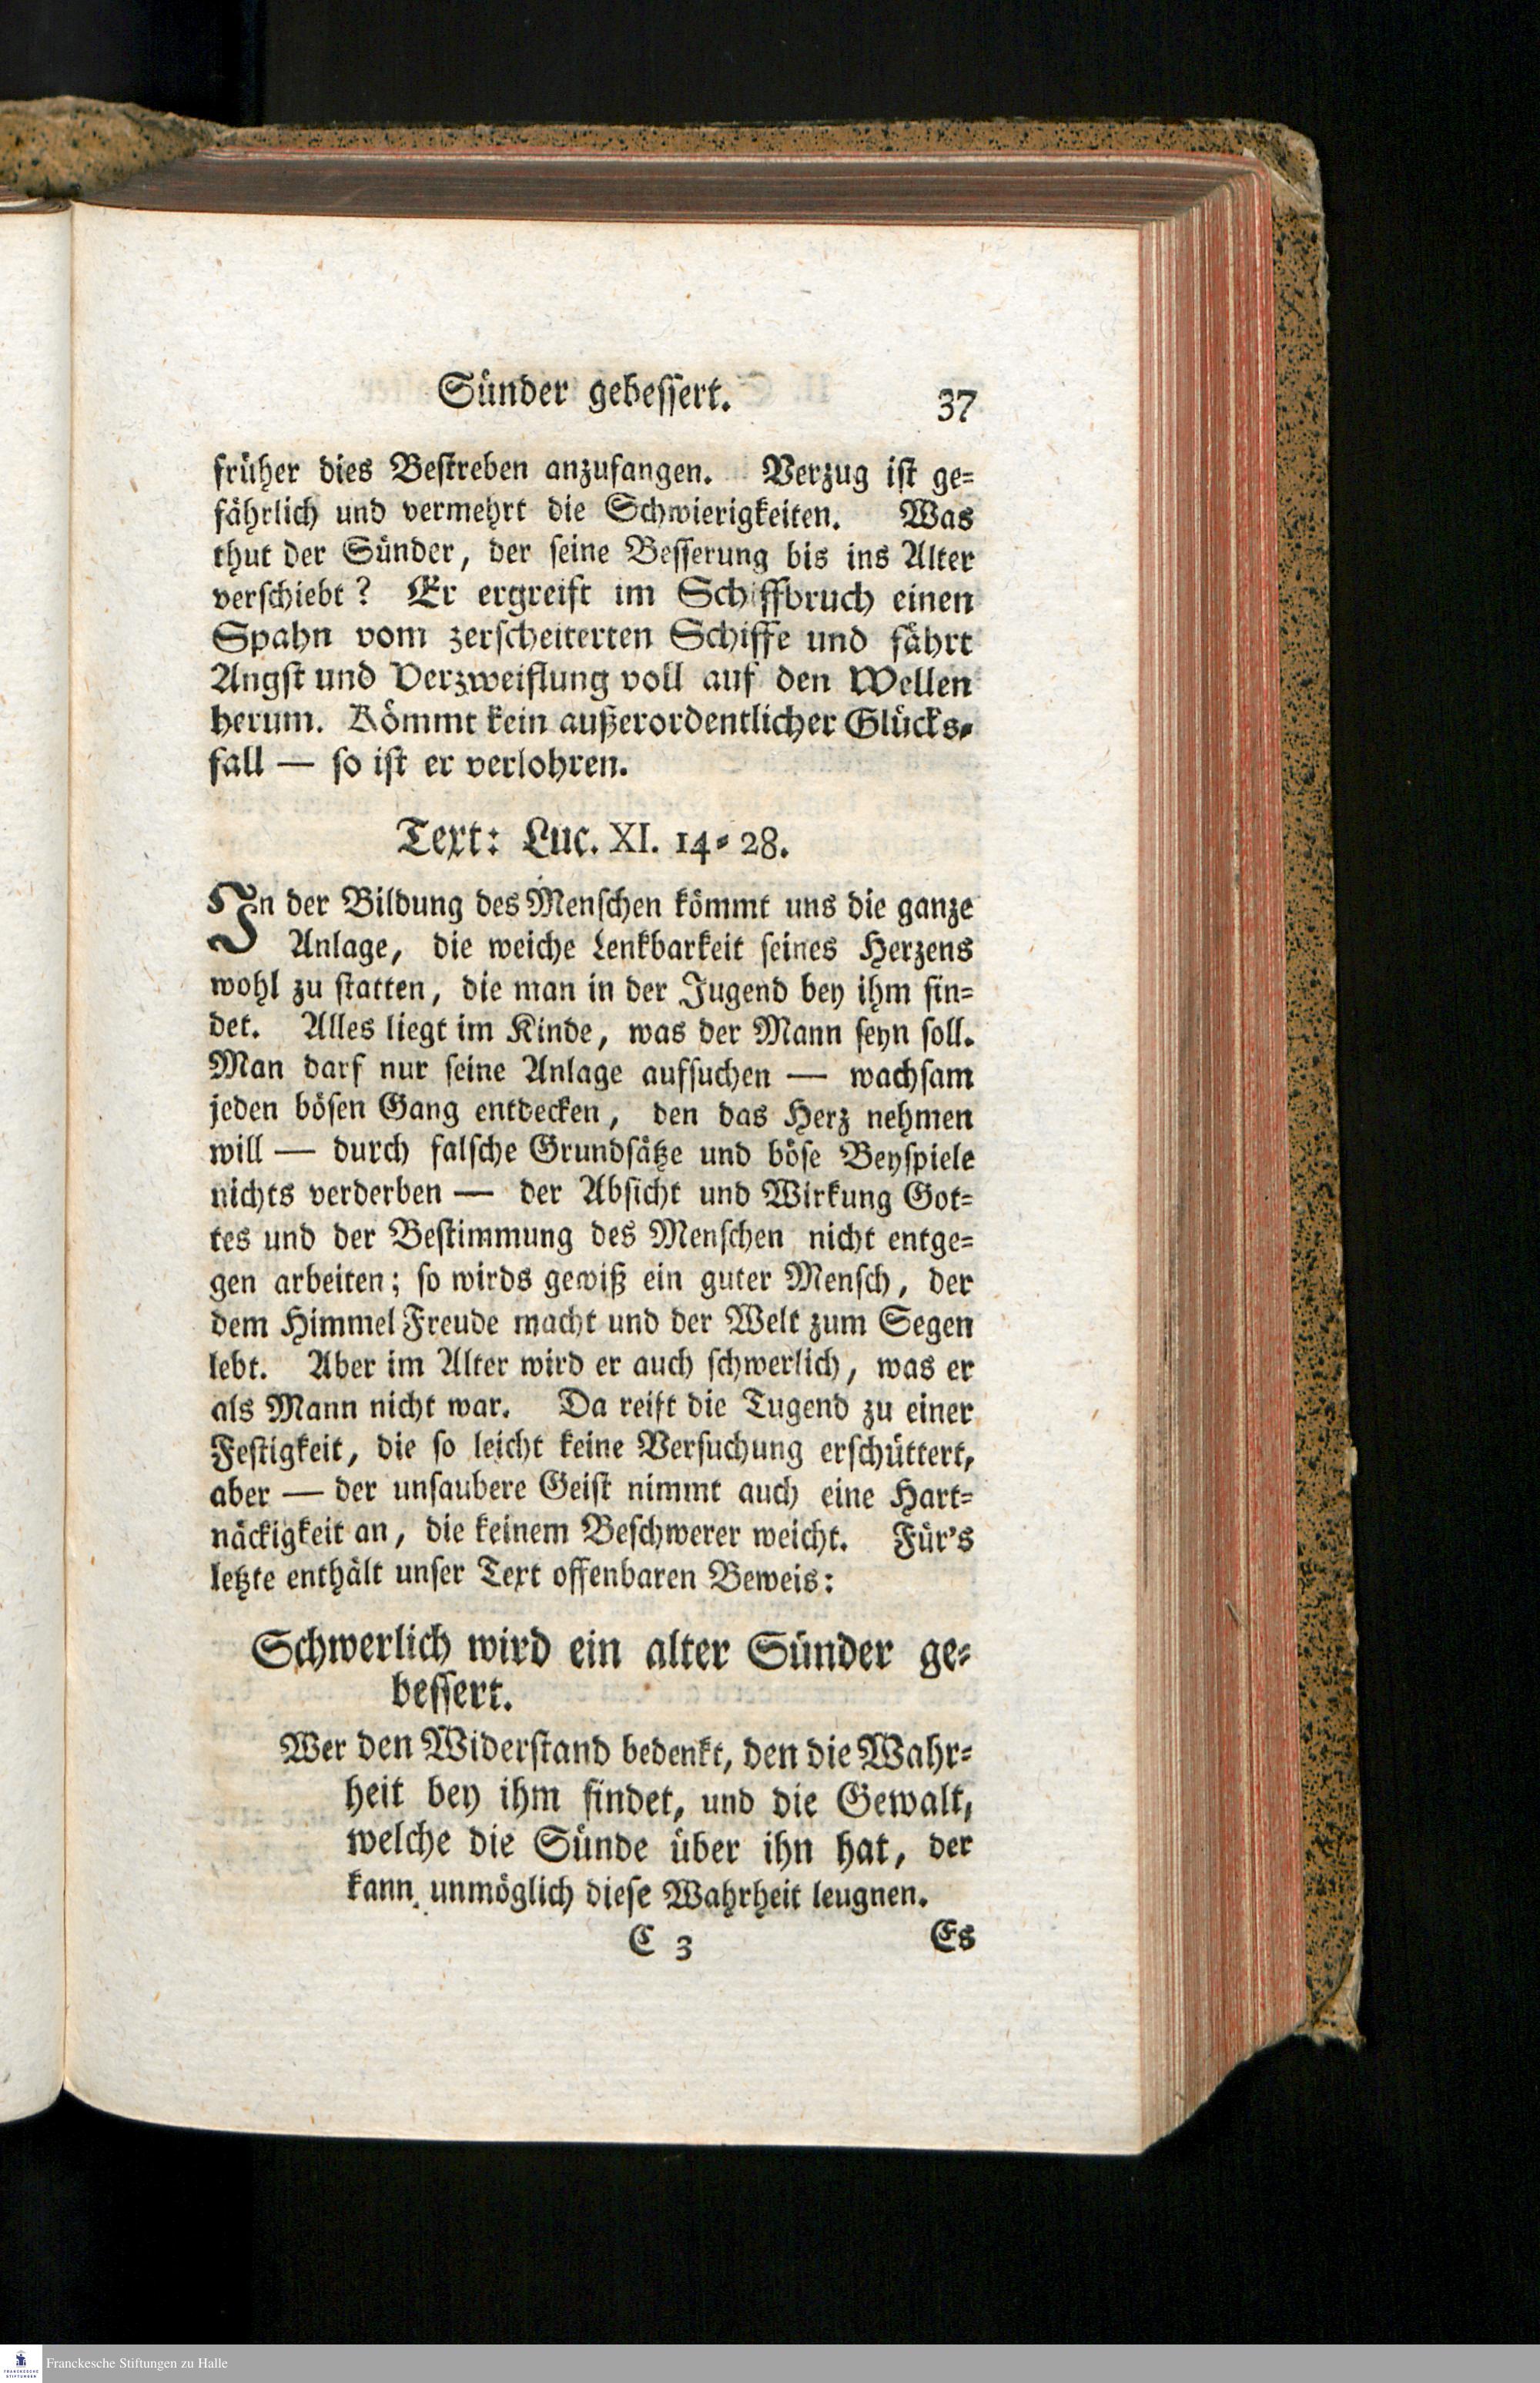 Sünder gebessert. 37
früher dies Bestreben anzufangen. Verzug ist ge=
fährlich und vermehrt die Schwierigkeiten. Was
thut der Sünder, der seine Besserung bis ins Alter
verschiebt? Er ergreift im Schiffbruch einen
Spahn vom zerscheiterten Schiffe und fährt
Angst und Verzweiflung voll auf den Wellen
herum. Kömmt kein außerordentlicher Glücks=
fall — so ist er verlohren.
Text: Luc. XI. 14=28.
In der Bildung des Menschen kömmt uns die ganze
Anlage, die weiche Lenkbarkeit seines Herzens
wohl zu statten, die man in der Jugend bey ihm fin=
det. Alles liegt im Kinde, was der Mann seyn soll.
Man darf nur seine Anlage aufsuchen — wachsam
jeden bösen Gang entdecken, den das Herz nehmen
will — durch falsche Grundsätze und böse Beyspiele
nichts verderben — der Absicht und Wirkung Got=
tes und der Bestimmung des Menschen nicht entge=
gen arbeiten; so wirds gewiß ein guter Mensch, der
dem Himmel Freude macht und der Welt zum Segen
lebt. Aber im Alter wird er auch schwerlich, was er
als Mann nicht war. Da reift die Tugend zu einer
Festigkeit, die so leicht keine Versuchung erschüttert,
aber — der unsaubere Geist nimmt auch eine Hart=
näckigkeit an, die keinem Beschwerer weicht. Für's
letzte enthält unser Text offenbaren Beweis:
Schwerlich wird ein alter Sünder ge=
bessert.
Wer den Widerstand bedenkt, den die Wahr=
heit bey ihm findet, und die Gewalt,
welche die Sünde über ihn hat, der
kann unmöglich diese Wahrheit leugnen.
C 3 Es
Franckesche Stiftungen zu Halle
FRANCKESCHE
STIFTUNGEN